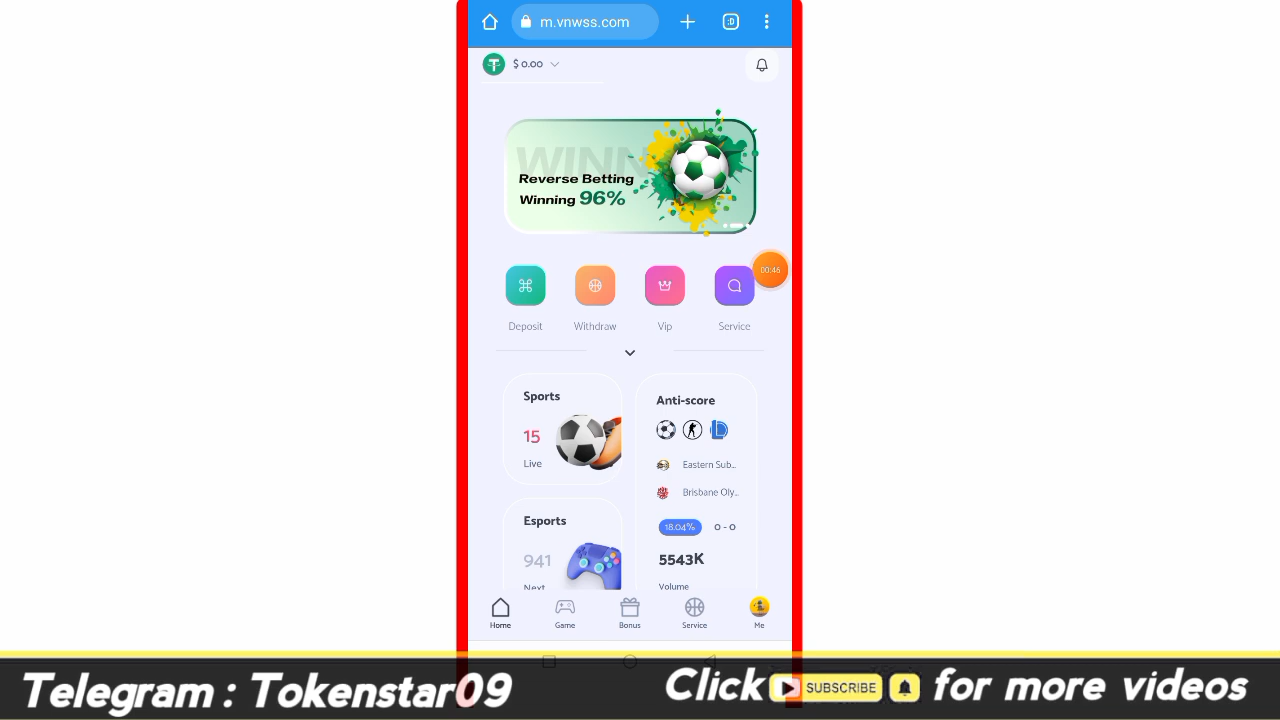 m.vnwss.com
:D
$ 0.00
WINN
Reverse Betting
Winning 96%
00:46
Deposit
Withdraw
Vip
Service
Sports
15
Live
Anti-score
Eastern Sub...
Brisbane Oly...
18.04%
0 - 0
5543K
Volume
Esports
941
Next
Home
Game
Bonus
Service
Me
Telegram : Tokenstar09
Click SUBSCRIBE for more videos